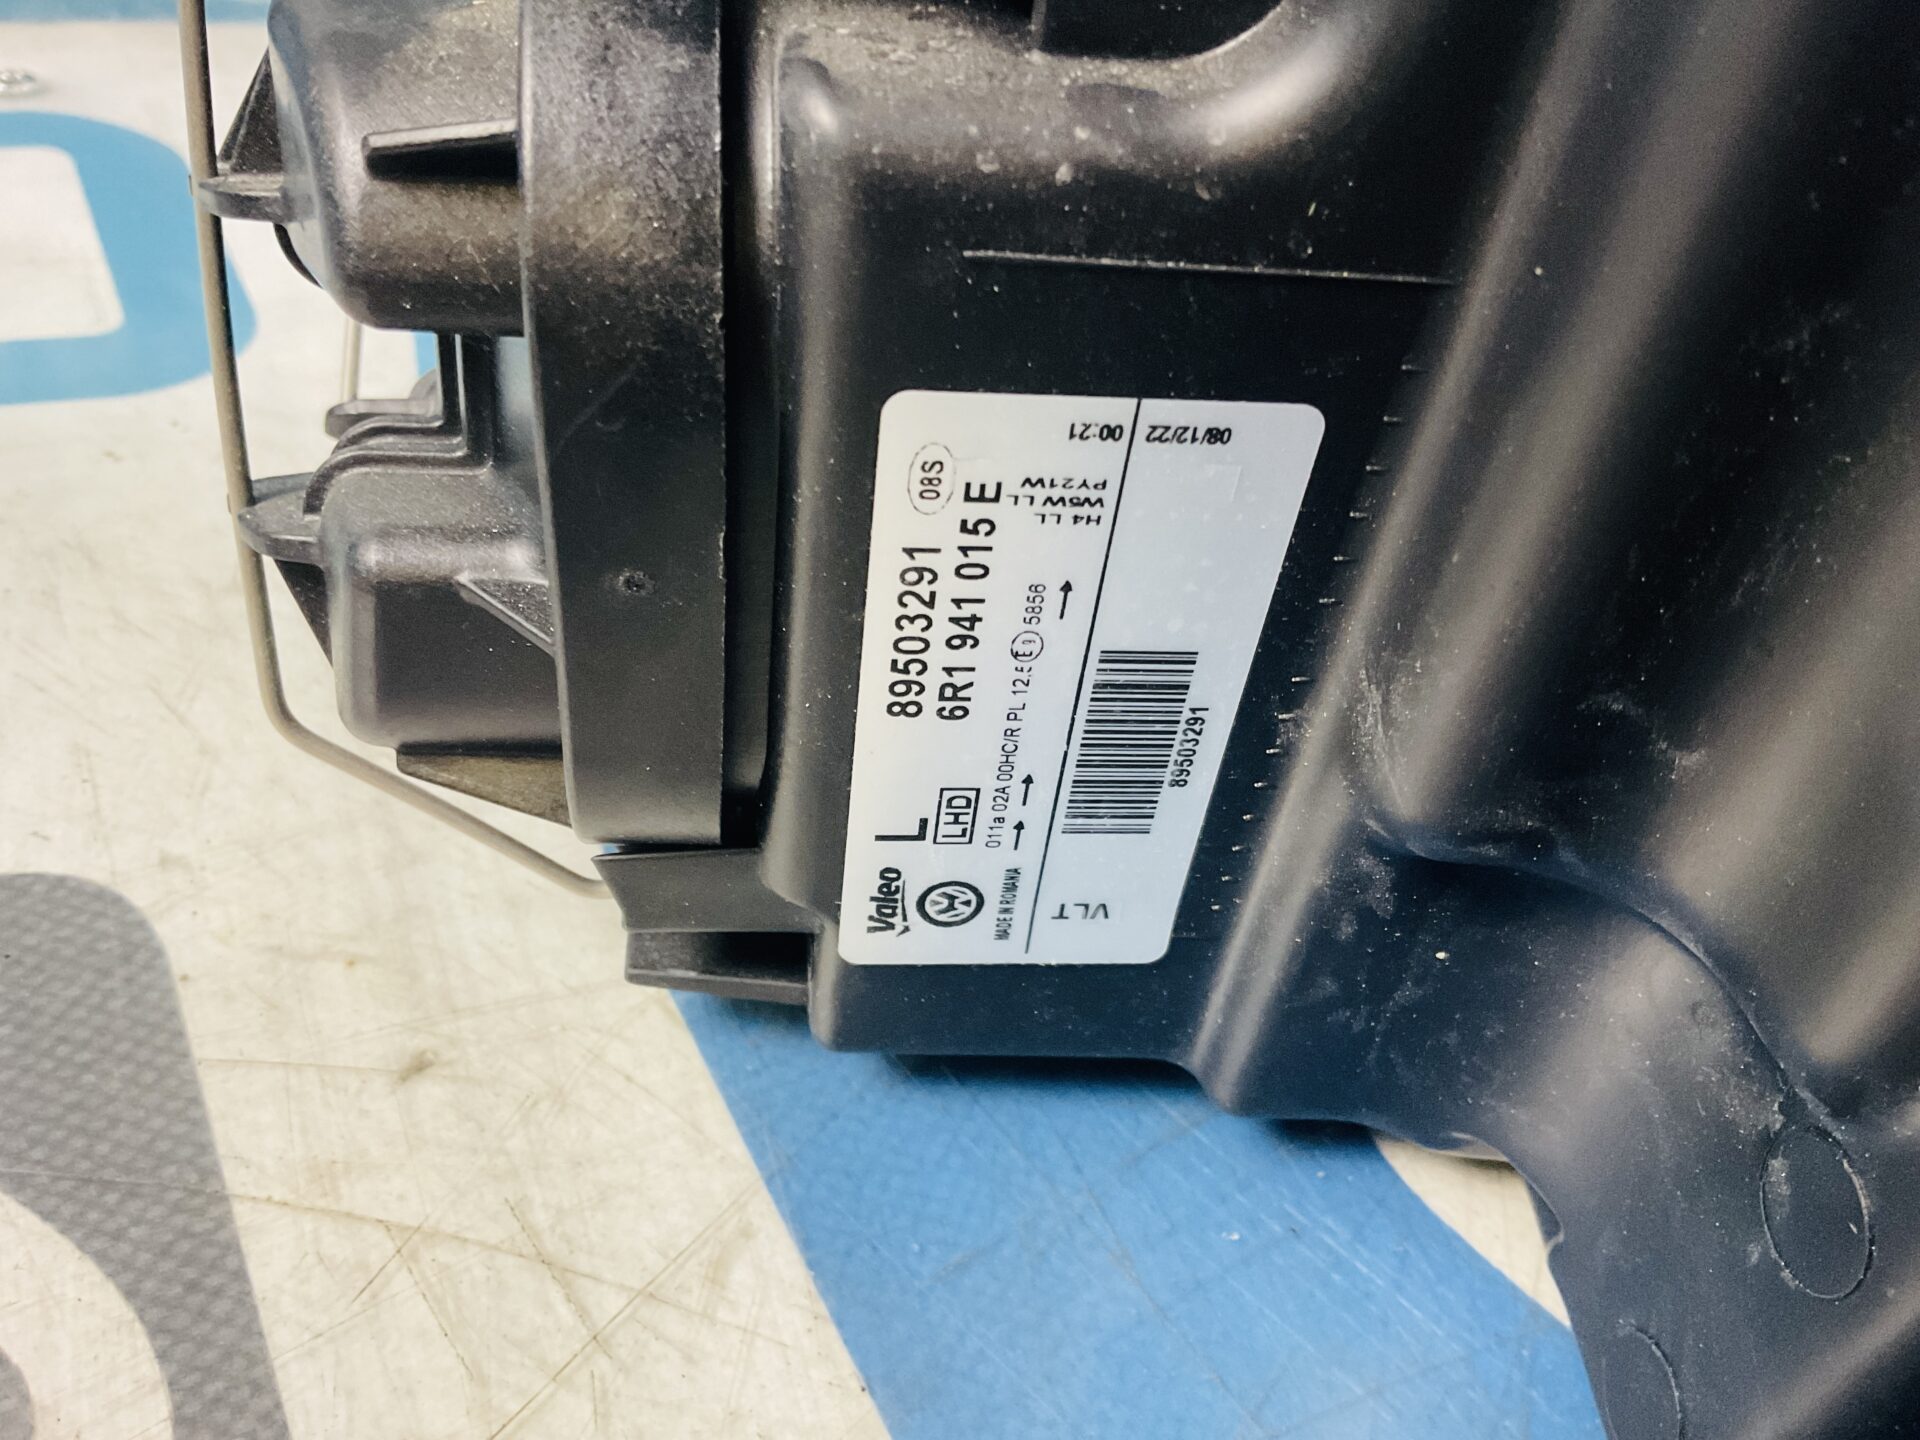 Valeo L 89503291 08S
LHD 6R1 941 015 E
MADE IN ROMANIA 011a 02A 00HC/R PL 12.5 E9 5856
H4 LL
W5W LL
PY21W
00:21
08/12/22
VLT
89503291